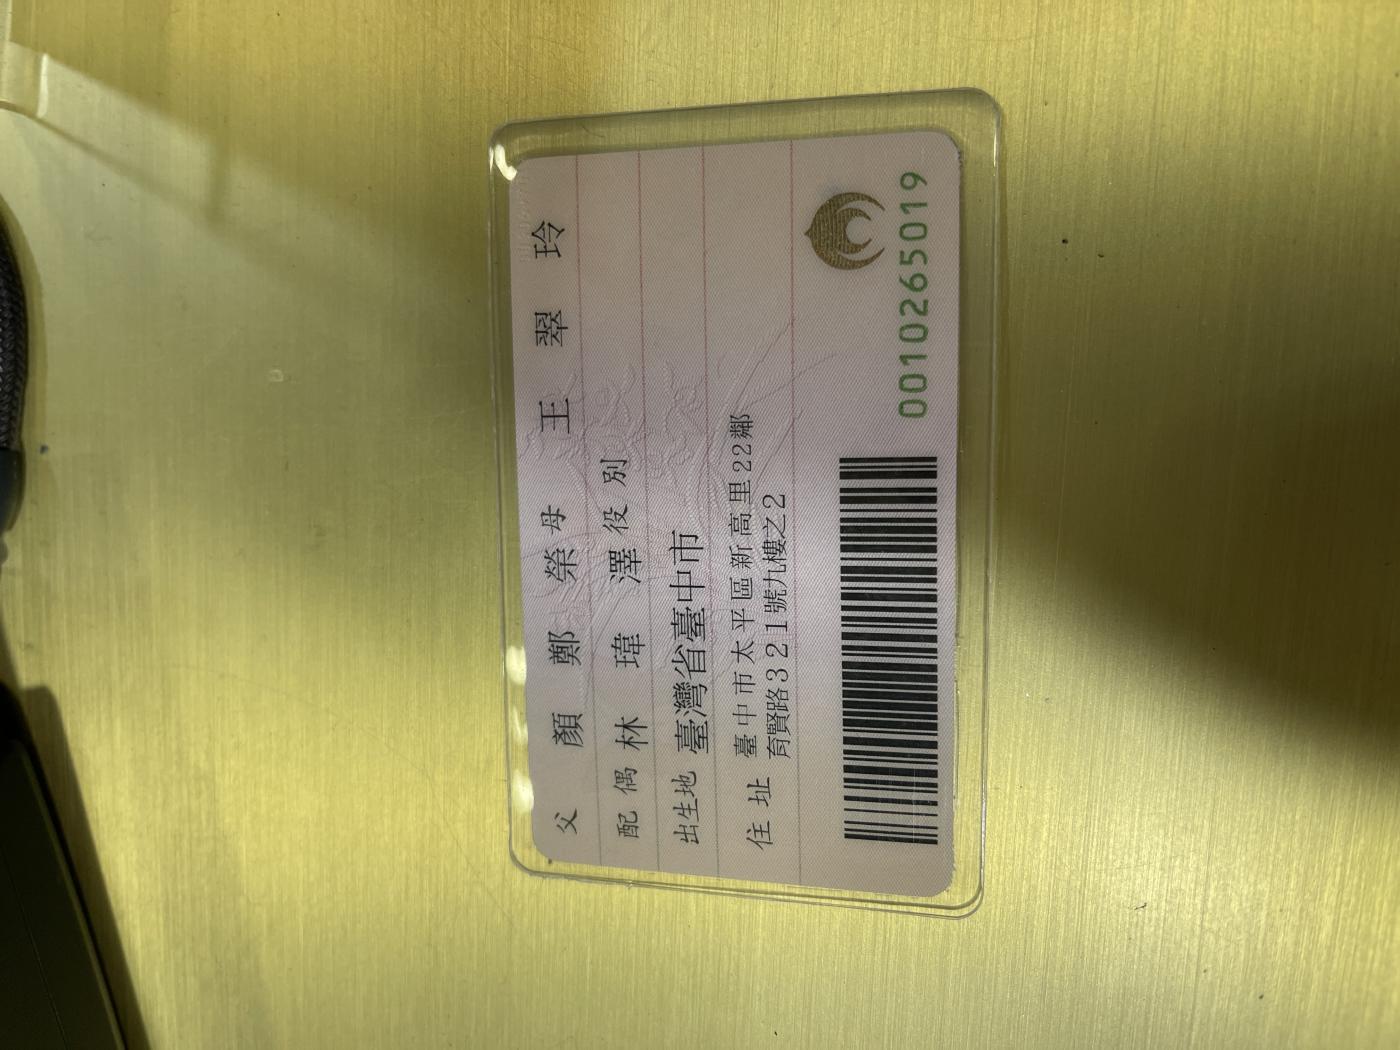 父 顏鄭榮 母 王翠玲
配偶 林瑋澤 役別
出生地 臺灣省臺中市
住址 臺中市太平區新高里22鄰
育賢路321號九樓之2
0010265019